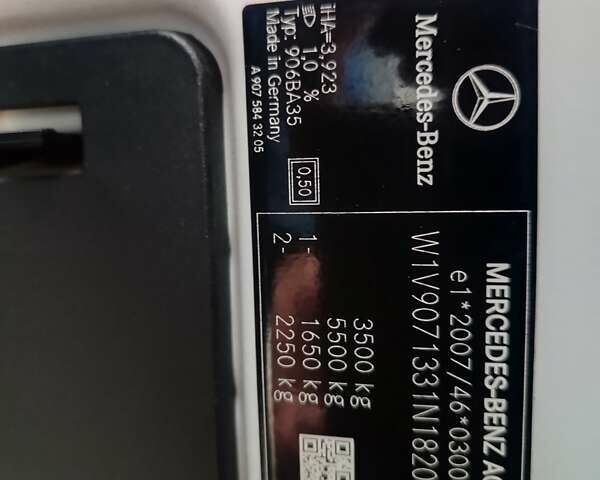 Mercedes-Benz
iHA=3,923
1,0 %
Typ: 906BA35
Made in Germany
A 907 584 32 05
0,50
MERCEDES-BENZ AG
e1*2007/46*0300
W1V9071331N1820
3500 kg
5500 kg
1- 1650 kg
2- 2250 kg